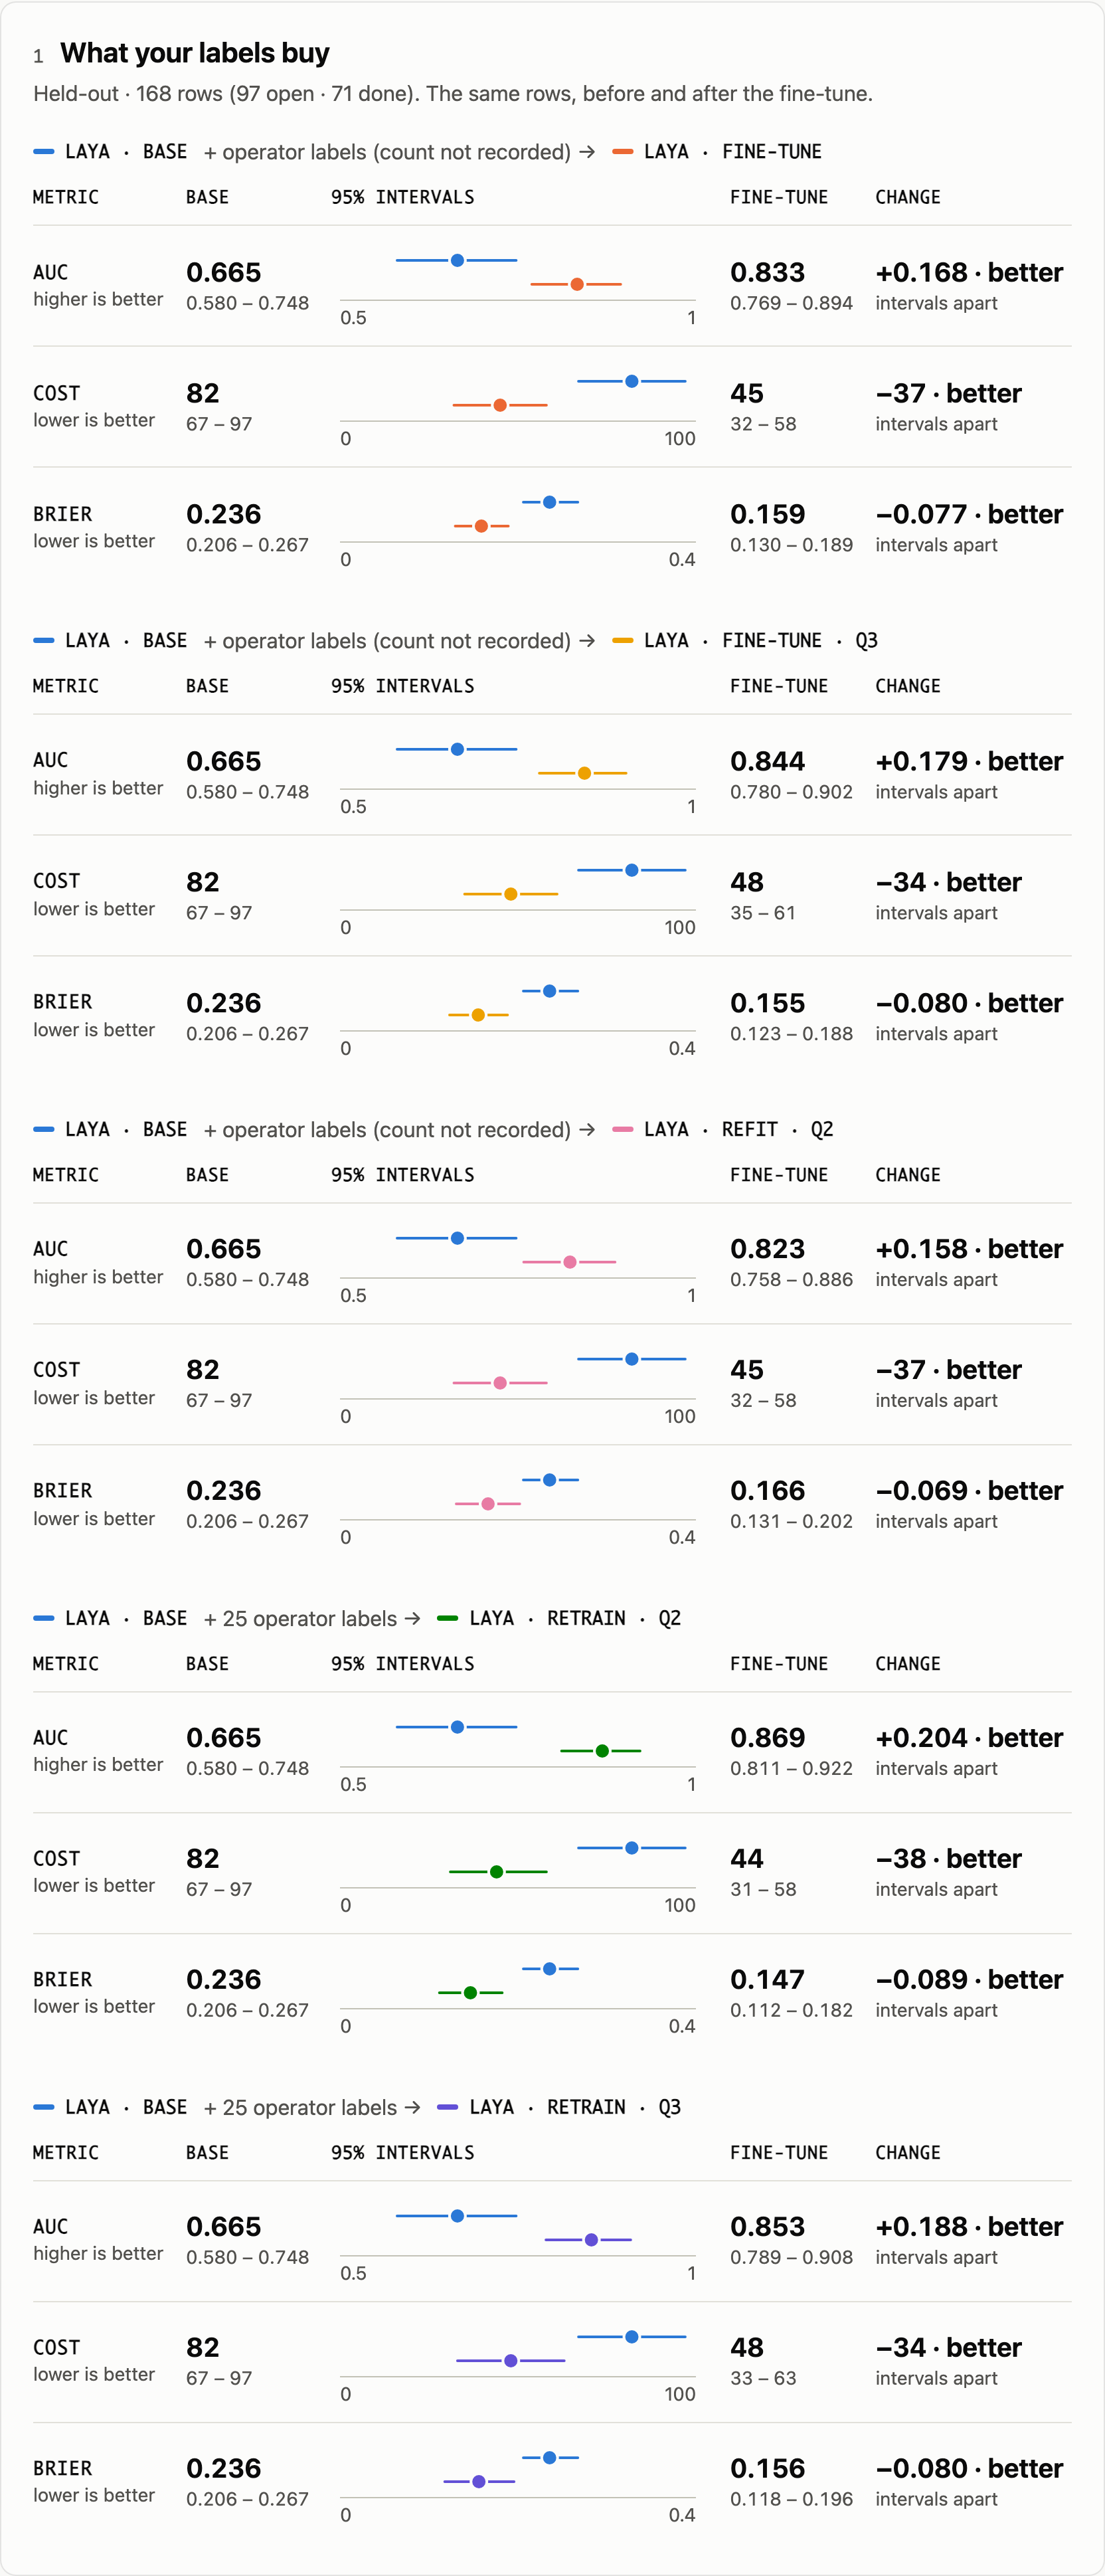 1 What your labels buy
Held-out · 168 rows (97 open · 71 done). The same rows, before and after the fine-tune.
LAYA · BASE + operator labels (count not recorded) → LAYA · FINE-TUNE
METRIC BASE 95% INTERVALS FINE-TUNE CHANGE
AUC 0.665 0.833 +0.168 · better
higher is better 0.580 – 0.748 0.769 – 0.894 intervals apart
0.5 1
COST 82 45 −37 · better
lower is better 67 – 97 32 – 58 intervals apart
0 100
BRIER 0.236 0.159 −0.077 · better
lower is better 0.206 – 0.267 0.130 – 0.189 intervals apart
0 0.4
LAYA · BASE + operator labels (count not recorded) → LAYA · FINE-TUNE · Q3
METRIC BASE 95% INTERVALS FINE-TUNE CHANGE
AUC 0.665 0.844 +0.179 · better
higher is better 0.580 – 0.748 0.780 – 0.902 intervals apart
0.5 1
COST 82 48 −34 · better
lower is better 67 – 97 35 – 61 intervals apart
0 100
BRIER 0.236 0.155 −0.080 · better
lower is better 0.206 – 0.267 0.123 – 0.188 intervals apart
0 0.4
LAYA · BASE + operator labels (count not recorded) → LAYA · REFIT · Q2
METRIC BASE 95% INTERVALS FINE-TUNE CHANGE
AUC 0.665 0.823 +0.158 · better
higher is better 0.580 – 0.748 0.758 – 0.886 intervals apart
0.5 1
COST 82 45 −37 · better
lower is better 67 – 97 32 – 58 intervals apart
0 100
BRIER 0.236 0.166 −0.069 · better
lower is better 0.206 – 0.267 0.131 – 0.202 intervals apart
0 0.4
LAYA · BASE + 25 operator labels → LAYA · RETRAIN · Q2
METRIC BASE 95% INTERVALS FINE-TUNE CHANGE
AUC 0.665 0.869 +0.204 · better
higher is better 0.580 – 0.748 0.811 – 0.922 intervals apart
0.5 1
COST 82 44 −38 · better
lower is better 67 – 97 31 – 58 intervals apart
0 100
BRIER 0.236 0.147 −0.089 · better
lower is better 0.206 – 0.267 0.112 – 0.182 intervals apart
0 0.4
LAYA · BASE + 25 operator labels → LAYA · RETRAIN · Q3
METRIC BASE 95% INTERVALS FINE-TUNE CHANGE
AUC 0.665 0.853 +0.188 · better
higher is better 0.580 – 0.748 0.789 – 0.908 intervals apart
0.5 1
COST 82 48 −34 · better
lower is better 67 – 97 33 – 63 intervals apart
0 100
BRIER 0.236 0.156 −0.080 · better
lower is better 0.206 – 0.267 0.118 – 0.196 intervals apart
0 0.4